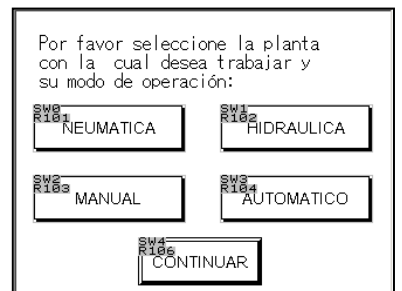 Por favor seleccione la planta
con la cual desea trabajar y
su modo de operación:
SW0
R101
NEUMATICA
SW1
R102
HIDRAULICA
SW2
R103
MANUAL
SW3
R104
AUTOMATICO
SW4
R106
CONTINUAR